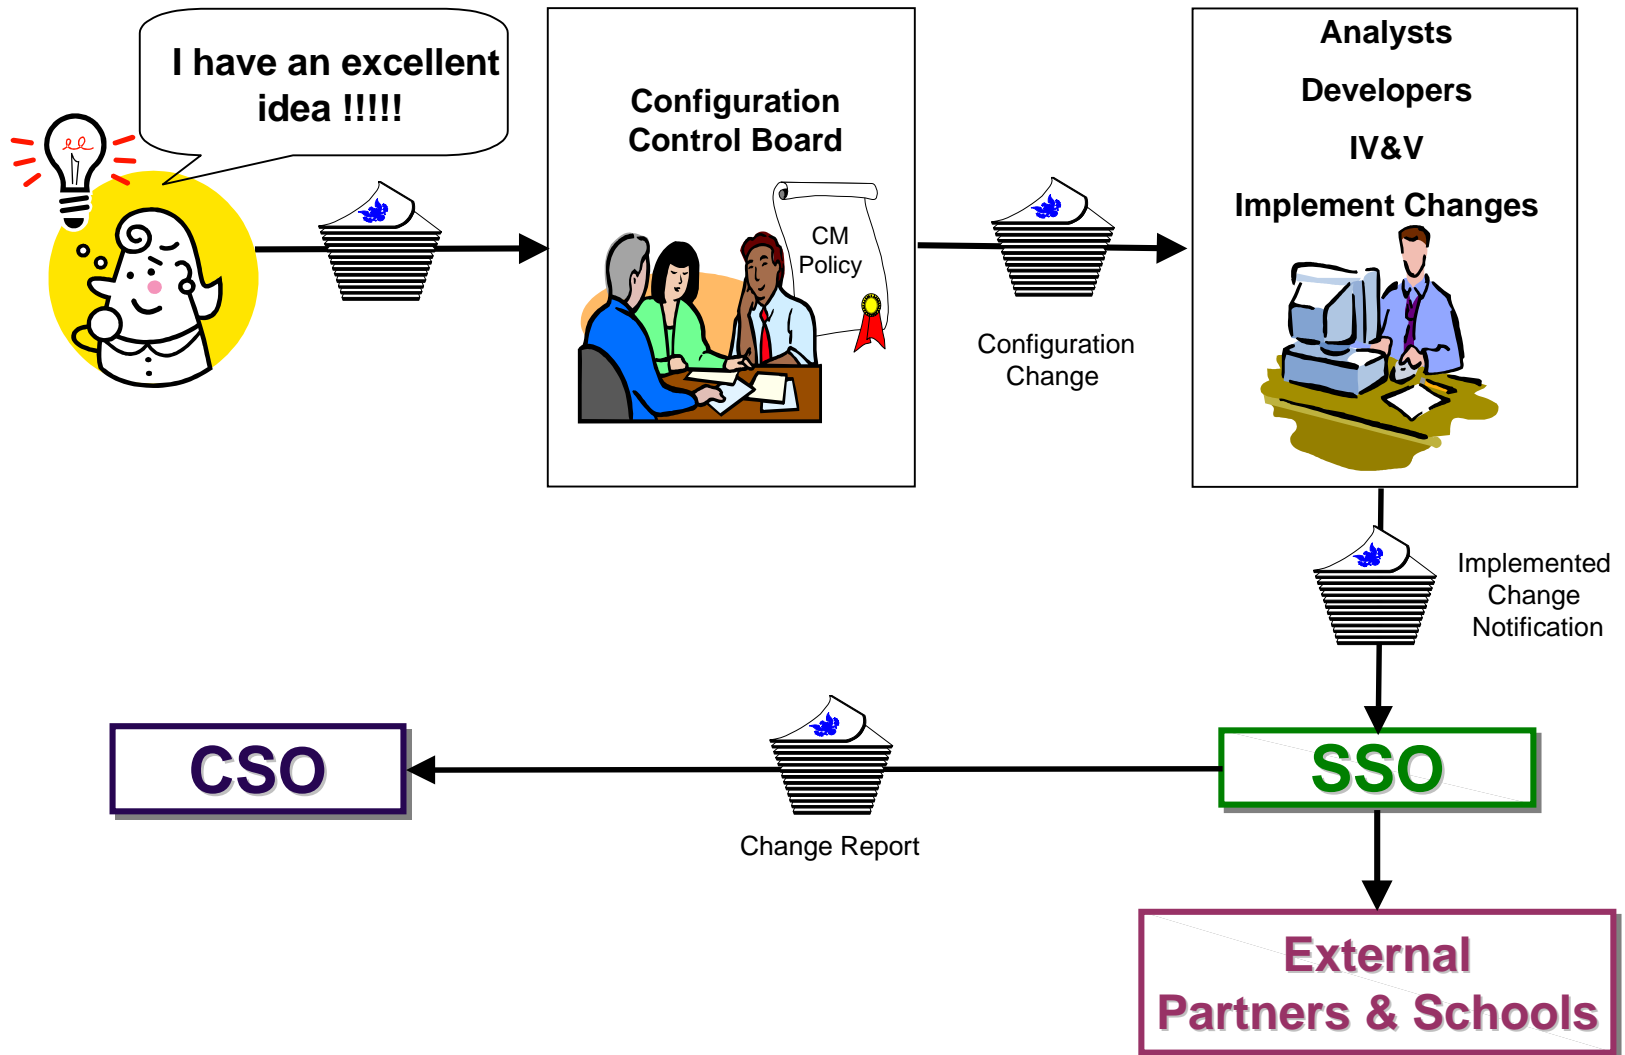 I have an excellent
idea !!!!!
Configuration
Control Board
CM
Policy
Configuration
Change
Analysts
Developers
IV&V
Implement Changes
Implemented
Change
Notification
CSO
Change Report
SSO
External
Partners & Schools